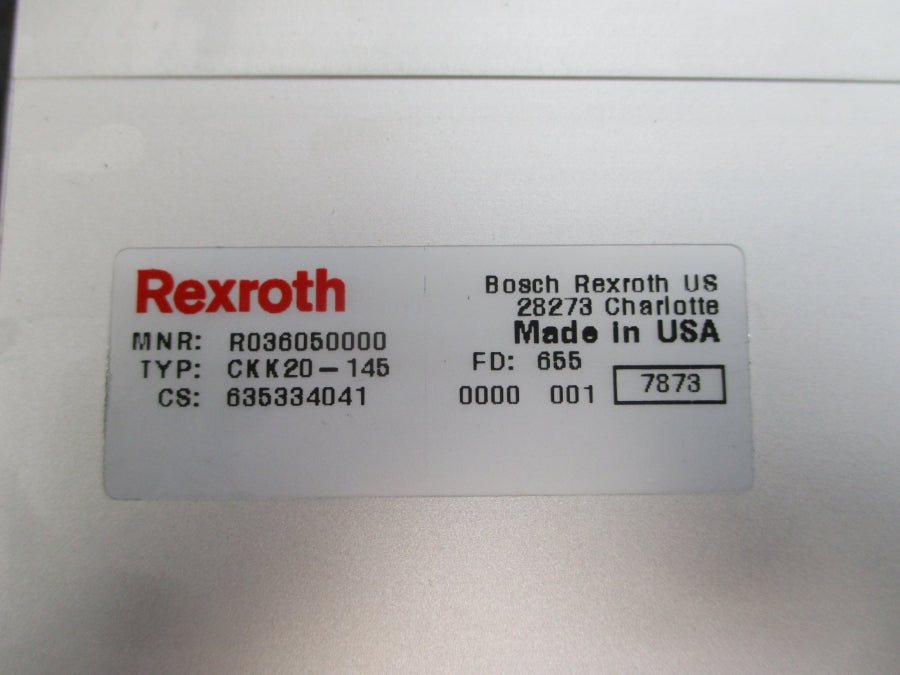 Rexroth
MNR: R036050000
TYP: CKK20-145
CS: 635334041
Bosch Rexroth US
28273 Charlotte
Made in USA
FD: 655
0000 001 7873